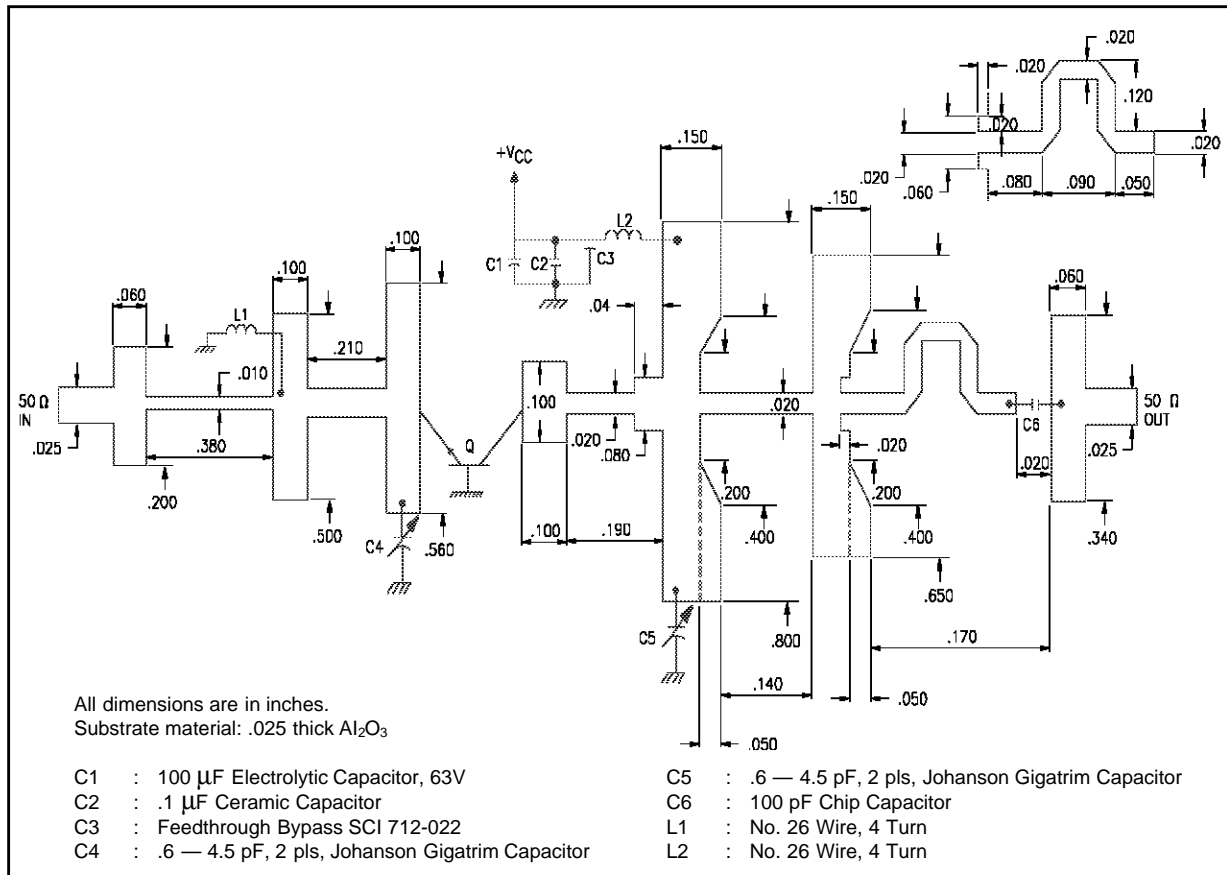 .020
.020
.120
.020
.020
.020
.060
.080
.090
.050
.150
+VCC
.150
L2
C1
C2
C3
.100
.100
.060
L1
.04
.060
.210
.010
50 Ω
IN
.100
.020
50 Ω
OUT
C6
.025
.380
Q
.020
.080
.020
.020
.025
.200
.200
.200
.500
C4
.560
.100
.190
.400
.400
.340
.650
C5
.800
.170
.140
.050
.050
All dimensions are in inches.
Substrate material: .025 thick Al₂O₃
C1 : 100 µF Electrolytic Capacitor, 63V
C2 : .1 µF Ceramic Capacitor
C3 : Feedthrough Bypass SCI 712-022
C4 : .6 — 4.5 pF, 2 pls, Johanson Gigatrim Capacitor
C5 : .6 — 4.5 pF, 2 pls, Johanson Gigatrim Capacitor
C6 : 100 pF Chip Capacitor
L1 : No. 26 Wire, 4 Turn
L2 : No. 26 Wire, 4 Turn